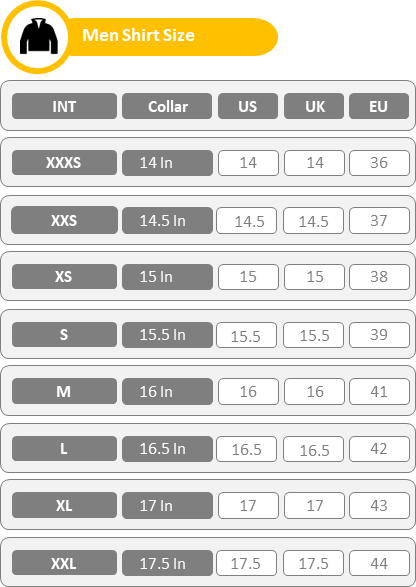 Men Shirt Size
INT Collar US UK EU
XXXS 14 In 14 14 36
XXS 14.5 In 14.5 14.5 37
XS 15 In 15 15 38
S 15.5 In 15.5 15.5 39
M 16 In 16 16 41
L 16.5 In 16.5 16.5 42
XL 17 In 17 17 43
XXL 17.5 In 17.5 17.5 44